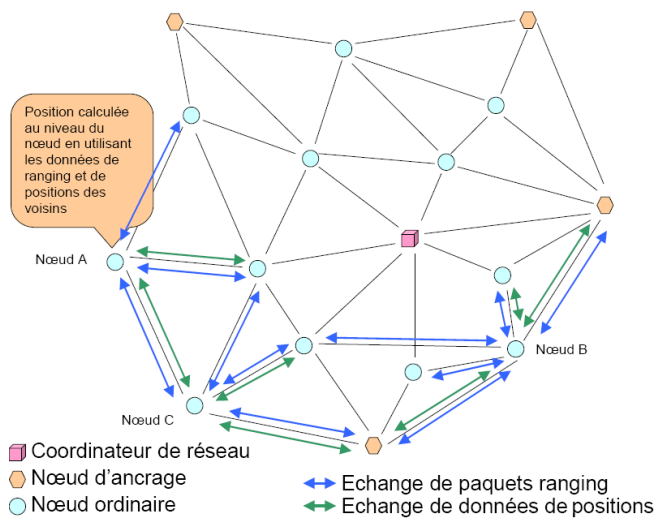 Position calculée
au niveau du
nœud en utilisant
les données de
ranging et de
positions des
voisins
Nœud A
Nœud B
Nœud C
Coordinateur de réseau
Nœud d'ancrage
Nœud ordinaire
Echange de paquets ranging
Echange de données de positions